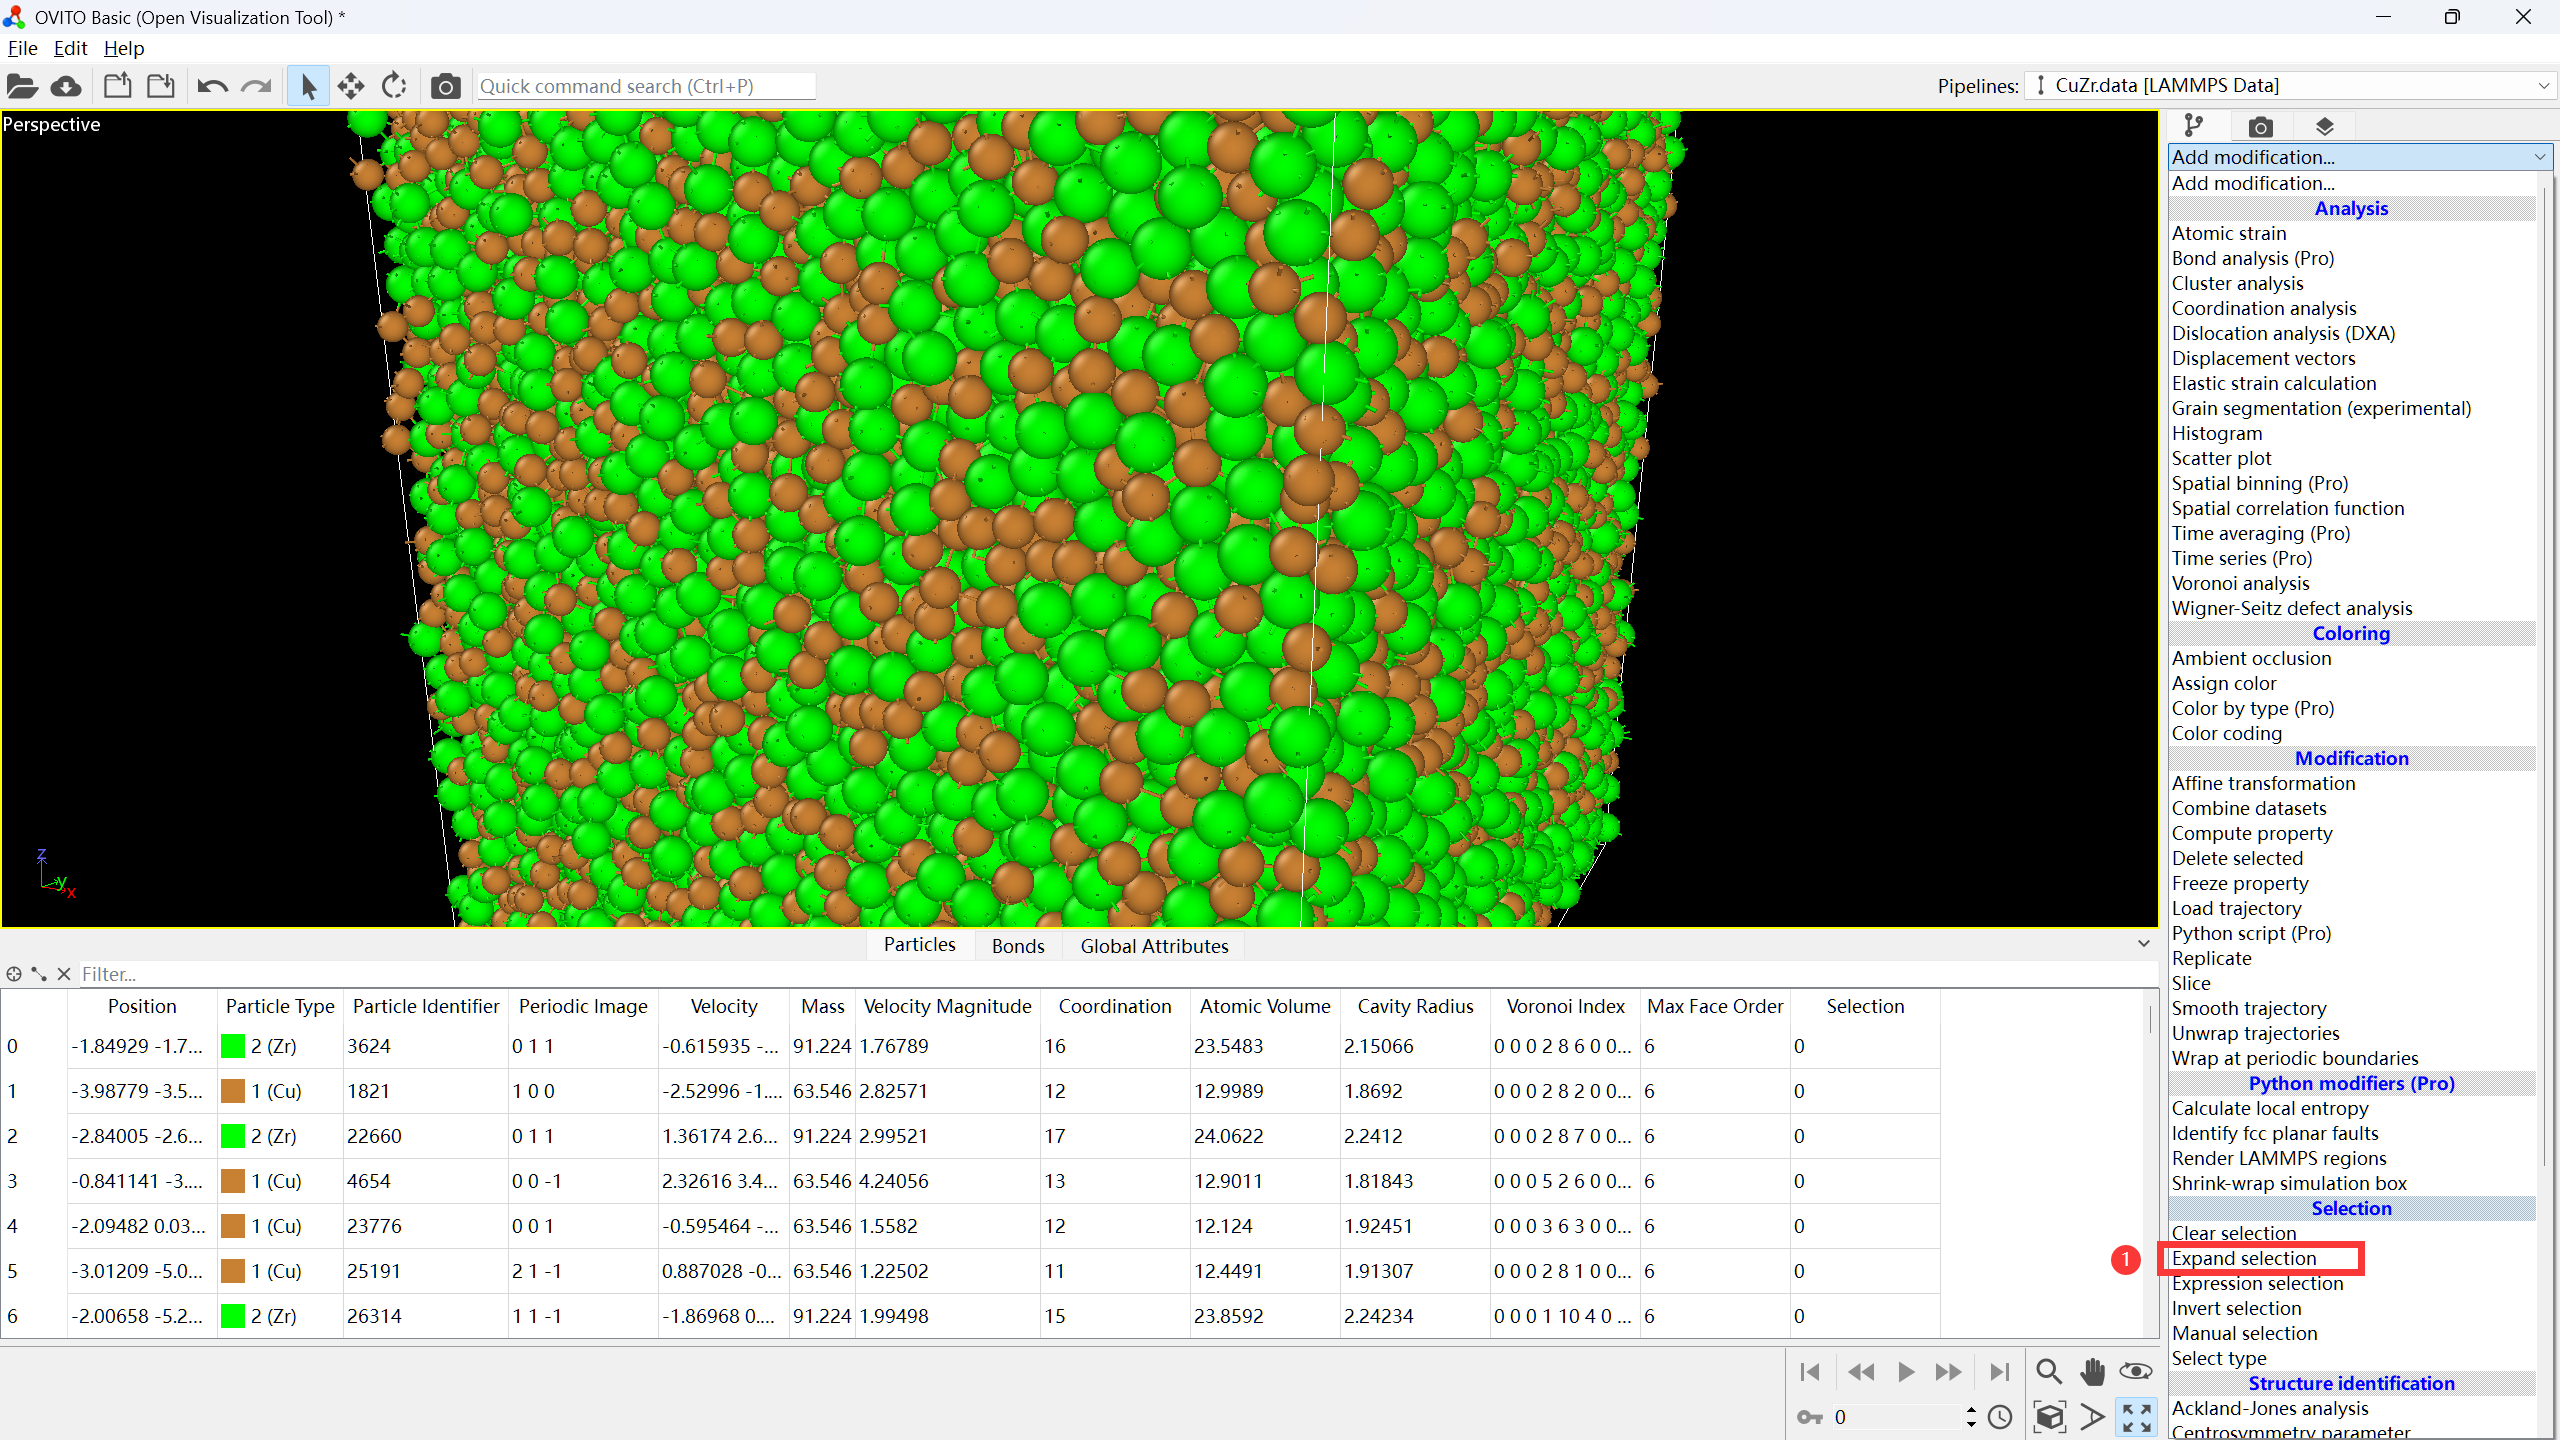 OVITO Basic (Open Visualization Tool) *
File Edit Help
Quick command search (Ctrl+P)
Pipelines: CuZr.data [LAMMPS Data]
Perspective
z
y
x
Add modification...
Add modification...
Analysis
Atomic strain
Bond analysis (Pro)
Cluster analysis
Coordination analysis
Dislocation analysis (DXA)
Displacement vectors
Elastic strain calculation
Grain segmentation (experimental)
Histogram
Scatter plot
Spatial binning (Pro)
Spatial correlation function
Time averaging (Pro)
Time series (Pro)
Voronoi analysis
Wigner-Seitz defect analysis
Coloring
Ambient occlusion
Assign color
Color by type (Pro)
Color coding
Modification
Affine transformation
Combine datasets
Compute property
Delete selected
Freeze property
Load trajectory
Python script (Pro)
Replicate
Slice
Smooth trajectory
Unwrap trajectories
Wrap at periodic boundaries
Python modifiers (Pro)
Calculate local entropy
Identify fcc planar faults
Render LAMMPS regions
Shrink-wrap simulation box
Selection
Clear selection
1 Expand selection
Expression selection
Invert selection
Manual selection
Select type
Structure identification
Ackland-Jones analysis
Centrosymmetry parameter
Particles Bonds Global Attributes
Filter...
Position Particle Type Particle Identifier Periodic Image Velocity Mass Velocity Magnitude Coordination Atomic Volume Cavity Radius Voronoi Index Max Face Order Selection
0 -1.84929 -1.7... 2 (Zr) 3624 0 1 1 -0.615935 -... 91.224 1.76789 16 23.5483 2.15066 0 0 0 2 8 6 0 0... 6 0
1 -3.98779 -3.5... 1 (Cu) 1821 1 0 0 -2.52996 -1.... 63.546 2.82571 12 12.9989 1.8692 0 0 0 2 8 2 0 0... 6 0
2 -2.84005 -2.6... 2 (Zr) 22660 0 1 1 1.36174 2.6... 91.224 2.99521 17 24.0622 2.2412 0 0 0 2 8 7 0 0... 6 0
3 -0.841141 -3.... 1 (Cu) 4654 0 0 -1 2.32616 3.4... 63.546 4.24056 13 12.9011 1.81843 0 0 0 5 2 6 0 0... 6 0
4 -2.09482 0.03... 1 (Cu) 23776 0 0 1 -0.595464 -... 63.546 1.5582 12 12.124 1.92451 0 0 0 3 6 3 0 0... 6 0
5 -3.01209 -5.0... 1 (Cu) 25191 2 1 -1 0.887028 -0... 63.546 1.22502 11 12.4491 1.91307 0 0 0 2 8 1 0 0... 6 0
6 -2.00658 -5.2... 2 (Zr) 26314 1 1 -1 -1.86968 0.... 91.224 1.99498 15 23.8592 2.24234 0 0 0 1 10 4 0 ... 6 0
0